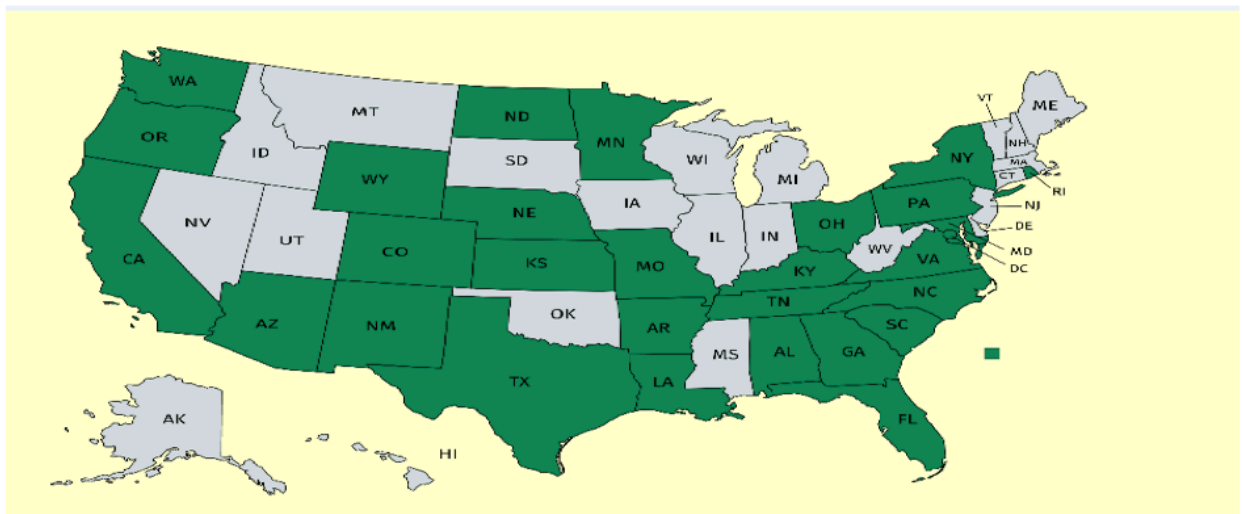 WA
MT
ND
MN
VT
ME
OR
ID
SD
WI
MI
NY
NH
MA
CT
RI
WY
NE
IA
PA
NJ
NV
UT
CO
IL
IN
OH
WV
DE
MD
DC
CA
KS
MO
KY
VA
AZ
NM
OK
AR
TN
NC
SC
TX
LA
MS
AL
GA
FL
AK
HI